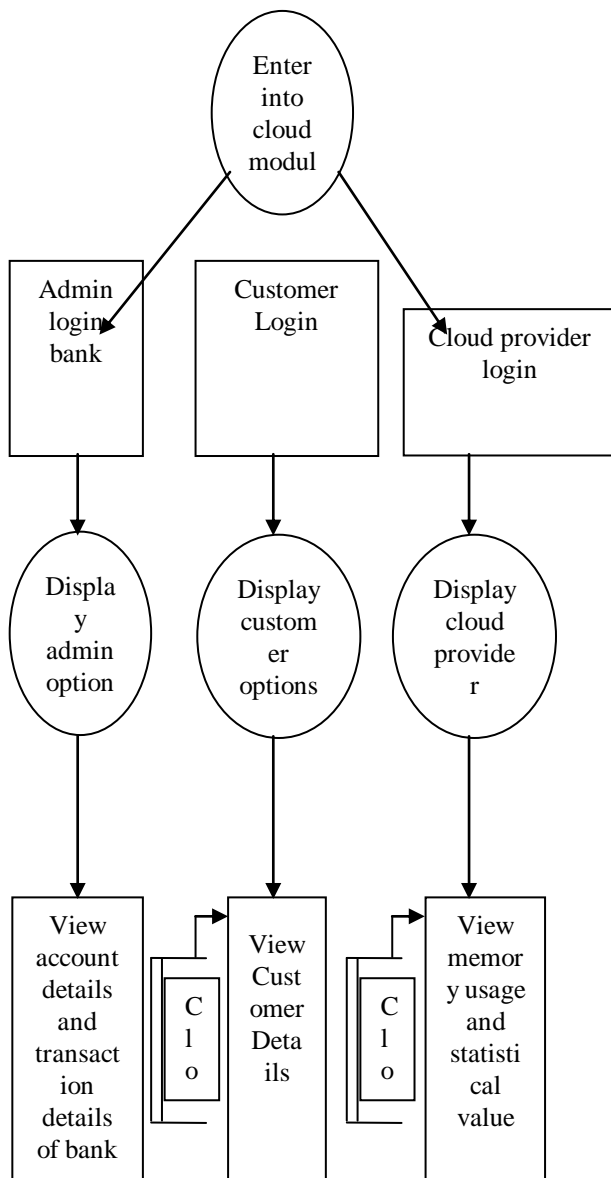 Enter
into
cloud
modul
Admin
login
bank
Customer
Login
Cloud provider
login
Displa
y
admin
option
Display
custom
er
options
Display
cloud
provide
r
View
account
details
and
transact
ion
details
of bank
C
l
o
View
Cust
omer
Deta
ils
C
l
o
View
memor
y usage
and
statisti
cal
value